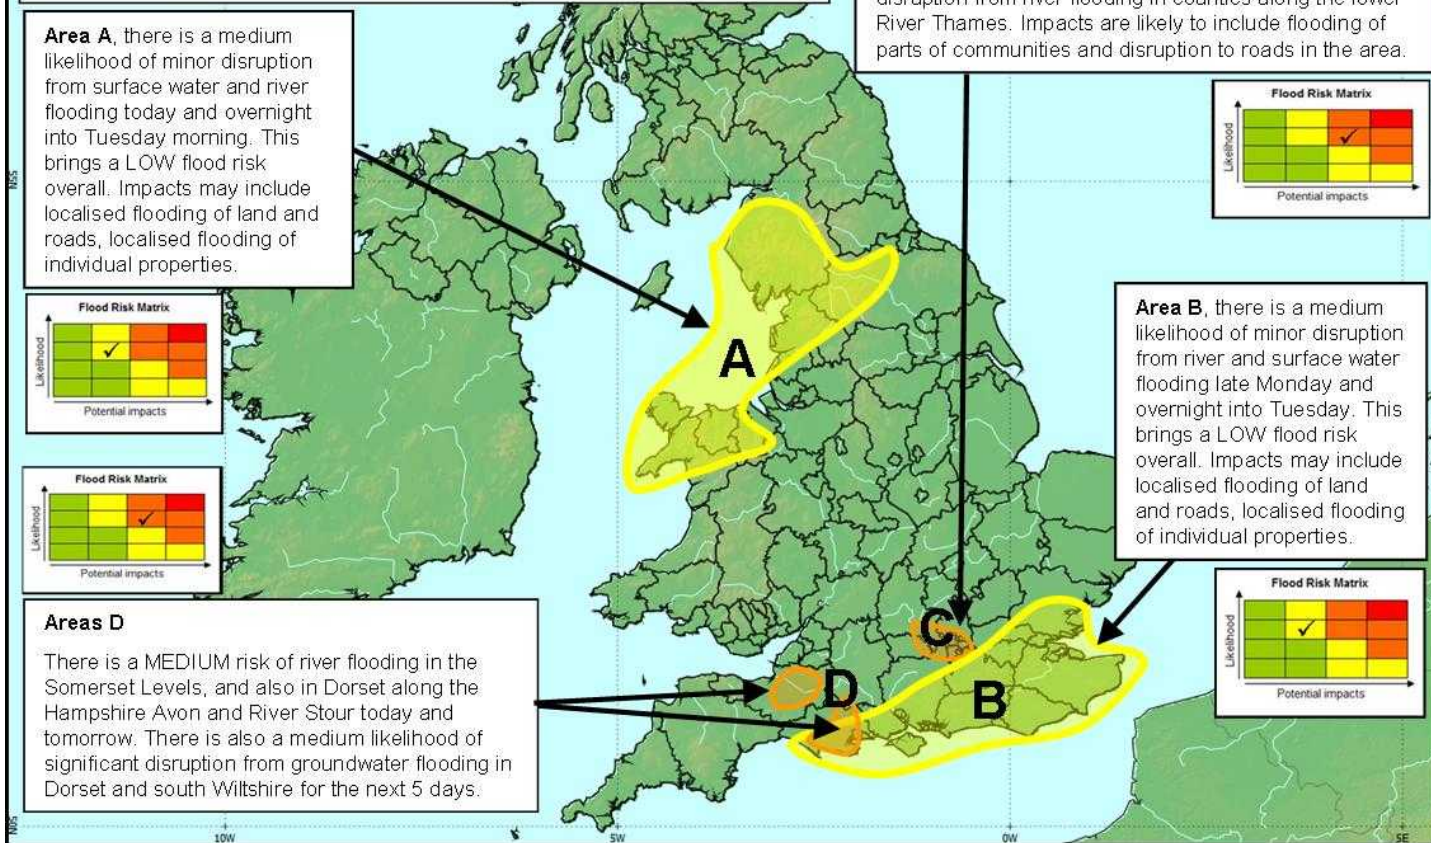 Area A, there is a medium
likelihood of minor disruption
from surface water and river
flooding today and overnight
into Tuesday morning. This
brings a LOW flood risk
overall. Impacts may include
localised flooding of land and
roads, localised flooding of
individual properties.
disruption from river flooding in counties along the lower
River Thames. Impacts are likely to include flooding of
parts of communities and disruption to roads in the area.
Flood Risk Matrix
Likelihood
Potential impacts
Flood Risk Matrix
Likelihood
Potential impacts
Area B, there is a medium
likelihood of minor disruption
from river and surface water
flooding late Monday and
overnight into Tuesday. This
brings a LOW flood risk
overall. Impacts may include
localised flooding of land
and roads, localised flooding
of individual properties.
Flood Risk Matrix
Likelihood
Potential impacts
Flood Risk Matrix
Likelihood
Potential impacts
Areas D
There is a MEDIUM risk of river flooding in the
Somerset Levels, and also in Dorset along the
Hampshire Avon and River Stour today and
tomorrow. There is also a medium likelihood of
significant disruption from groundwater flooding in
Dorset and south Wiltshire for the next 5 days.
A
C
D
B
55N
50N
10W
5W
0W
5E